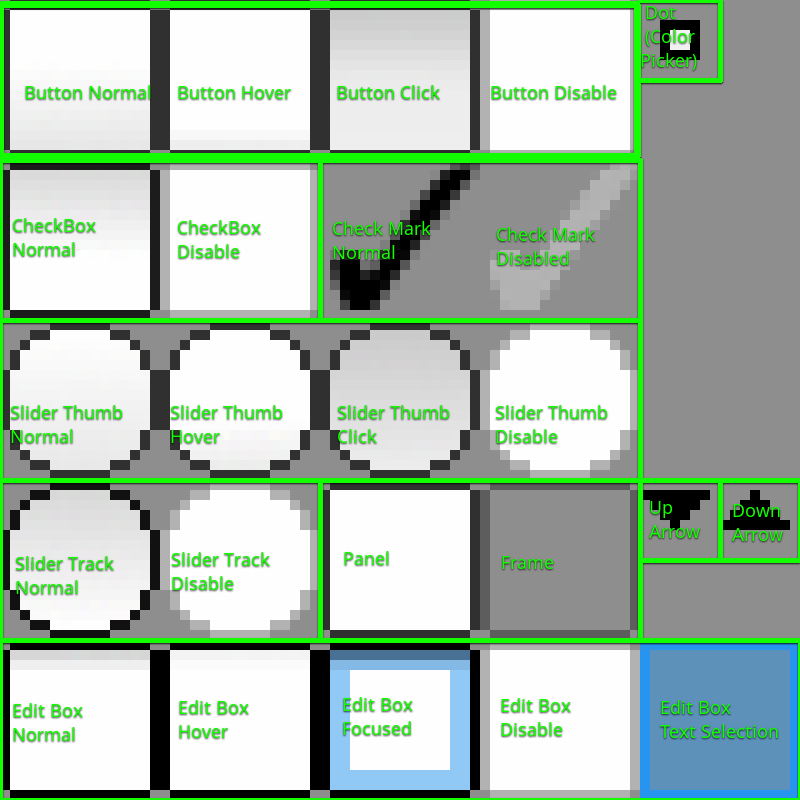 Dot
(Color
Picker)
Button Normal
Button Hover
Button Click
Button Disable
CheckBox
Normal
CheckBox
Disable
Check Mark
Normal
Check Mark
Disabled
Slider Thumb
Normal
Slider Thumb
Hover
Slider Thumb
Click
Slider Thumb
Disable
Slider Track
Normal
Slider Track
Disable
Panel
Frame
Up
Arrow
Down
Arrow
Edit Box
Normal
Edit Box
Hover
Edit Box
Focused
Edit Box
Disable
Edit Box
Text Selection